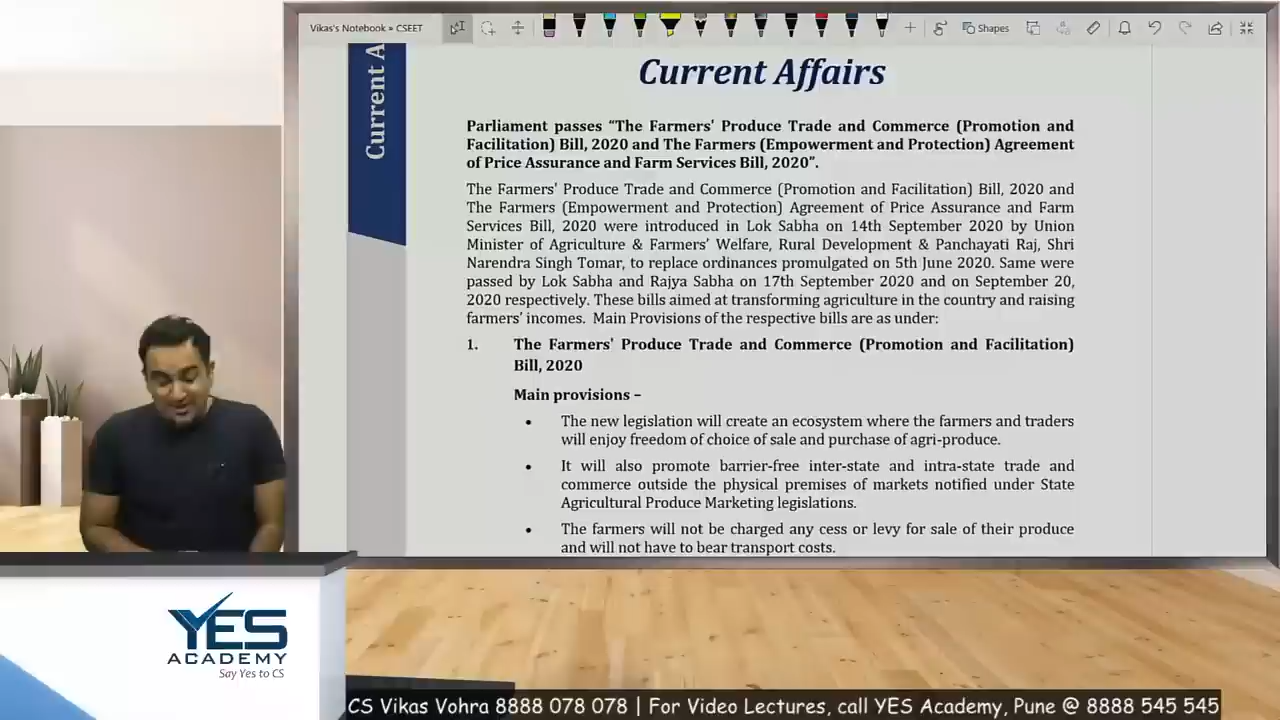 Vikas's Notebook » CSEET
Shapes
Current A
Current Affairs
Parliament passes “The Farmers' Produce Trade and Commerce (Promotion and
Facilitation) Bill, 2020 and The Farmers (Empowerment and Protection) Agreement
of Price Assurance and Farm Services Bill, 2020”.
The Farmers' Produce Trade and Commerce (Promotion and Facilitation) Bill, 2020 and
The Farmers (Empowerment and Protection) Agreement of Price Assurance and Farm
Services Bill, 2020 were introduced in Lok Sabha on 14th September 2020 by Union
Minister of Agriculture & Farmers’ Welfare, Rural Development & Panchayati Raj, Shri
Narendra Singh Tomar, to replace ordinances promulgated on 5th June 2020. Same were
passed by Lok Sabha and Rajya Sabha on 17th September 2020 and on September 20,
2020 respectively. These bills aimed at transforming agriculture in the country and raising
farmers’ incomes. Main Provisions of the respective bills are as under:
1. The Farmers' Produce Trade and Commerce (Promotion and Facilitation)
Bill, 2020
Main provisions –
• The new legislation will create an ecosystem where the farmers and traders
will enjoy freedom of choice of sale and purchase of agri-produce.
• It will also promote barrier-free inter-state and intra-state trade and
commerce outside the physical premises of markets notified under State
Agricultural Produce Marketing legislations.
• The farmers will not be charged any cess or levy for sale of their produce
and will not have to bear transport costs.
YES
ACADEMY
Say Yes to CS
CS Vikas Vohra 8888 078 078 | For Video Lectures, call YES Academy, Pune @ 8888 545 545